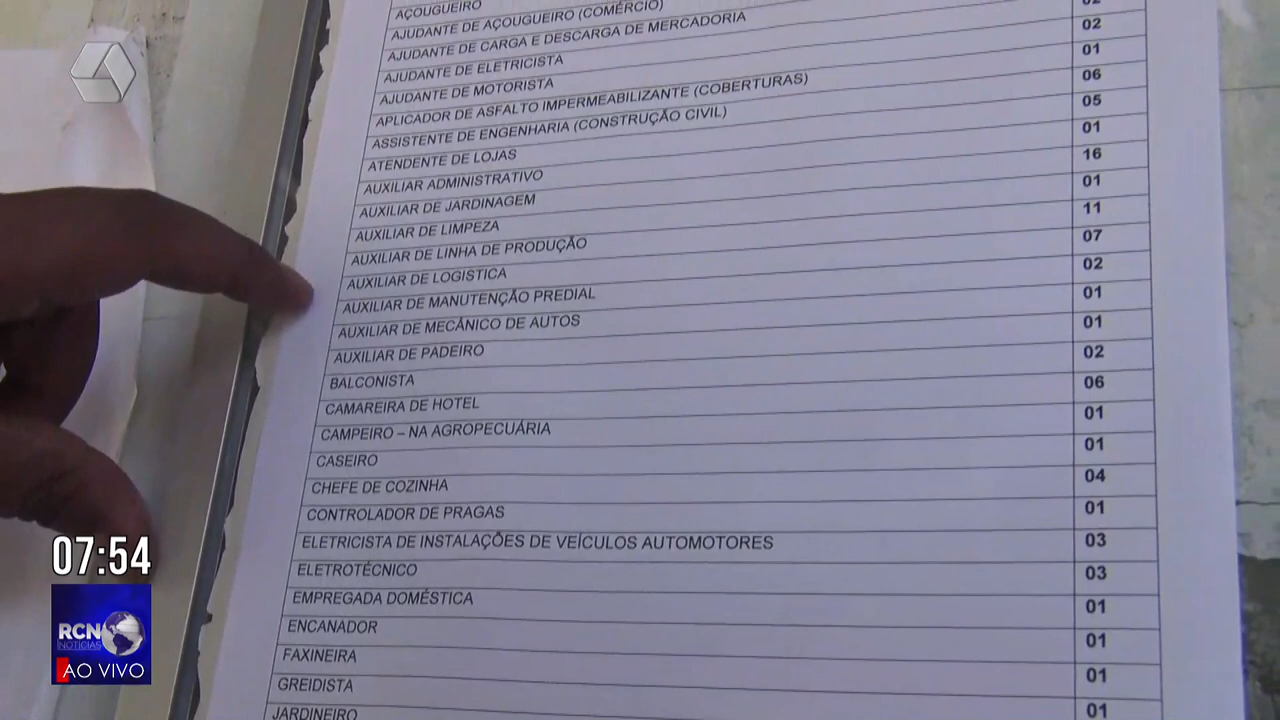 AÇOUGUEIRO
AJUDANTE DE AÇOUGUEIRO (COMÉRCIO)
AJUDANTE DE CARGA E DESCARGA DE MERCADORIA
AJUDANTE DE ELETRICISTA 02
AJUDANTE DE MOTORISTA 02
APLICADOR DE ASFALTO IMPERMEABILIZANTE (COBERTURAS) 01
ASSISTENTE DE ENGENHARIA (CONSTRUÇÃO CIVIL) 06
ATENDENTE DE LOJAS 05
AUXILIAR ADMINISTRATIVO 01
AUXILIAR DE JARDINAGEM 16
AUXILIAR DE LIMPEZA 01
AUXILIAR DE LINHA DE PRODUÇÃO 11
AUXILIAR DE LOGISTICA 07
AUXILIAR DE MANUTENÇÃO PREDIAL 02
AUXILIAR DE MECÂNICO DE AUTOS 01
AUXILIAR DE PADEIRO 01
BALCONISTA 02
CAMAREIRA DE HOTEL 06
CAMPEIRO – NA AGROPECUÁRIA 01
CASEIRO 01
CHEFE DE COZINHA 04
CONTROLADOR DE PRAGAS 01
ELETRICISTA DE INSTALAÇÕES DE VEÍCULOS AUTOMOTORES 03
ELETROTÉCNICO 03
EMPREGADA DOMÉSTICA 01
ENCANADOR 01
FAXINEIRA 01
GREIDISTA 01
JARDINEIRO
07:54
RCN
NOTÍCIAS
AO VIVO